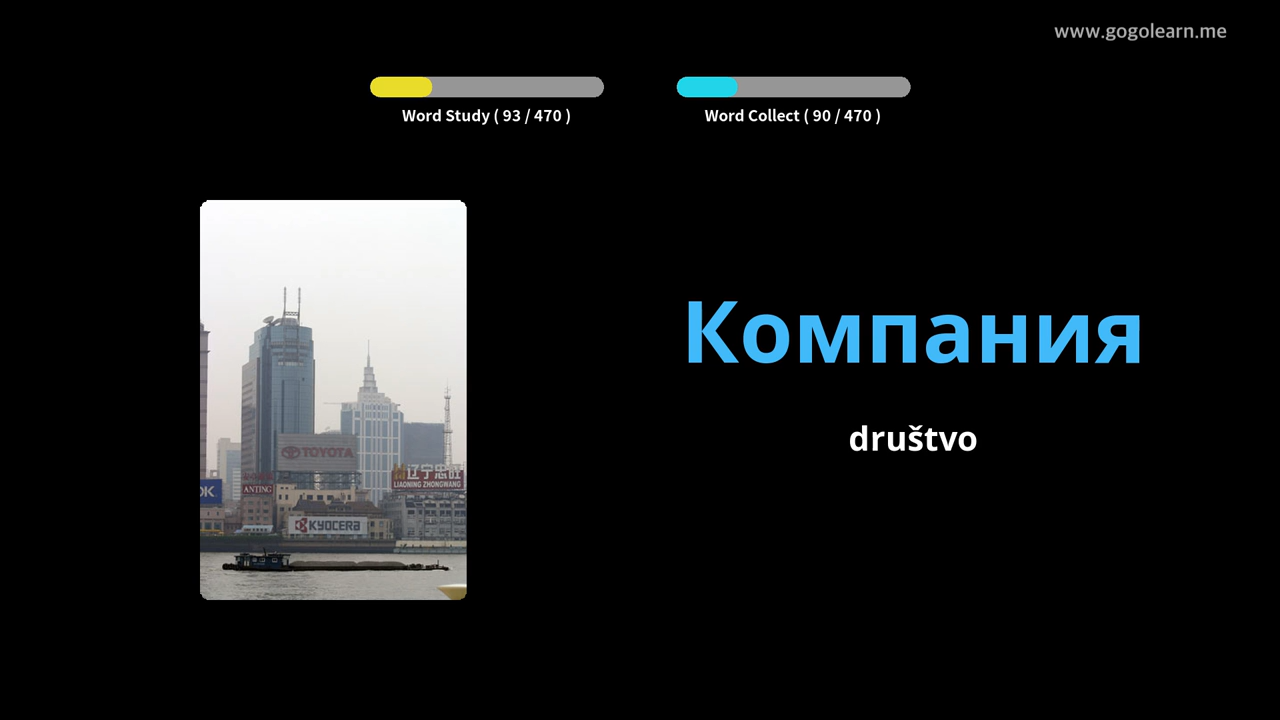 www.gogolearn.me
Word Study ( 93 / 470 )
Word Collect ( 90 / 470 )
Компания
društvo
TOYOTA
辽宁忠旺
LIAONING ZHONGWANG
ANTING
KYOCERA